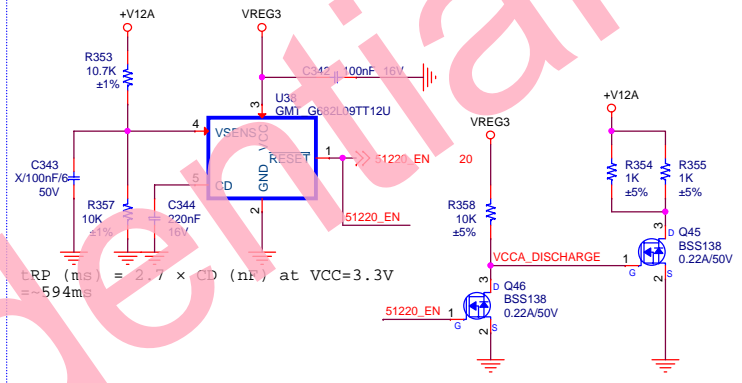 +V12A
VREG3
R353
10.7K
±1%
C342
100nF
16V
U38
GMT_G682L09TT12U
3
4
VSENS
VCC
RESET
1
51220_EN
20
C343
X/100nF/6
50V
5
CD
GND
2
R357
10K
±1%
C344
220nF
16V
51220_EN
tRP (ms) = 2.7 × CD (nF) at VCC=3.3V
=~594ms
VREG3
+V12A
R358
10K
±5%
R354
1K
±5%
R355
1K
±5%
VCCA_DISCHARGE
1
G
3
D
Q45
BSS138
0.22A/50V
2
S
51220_EN
1
G
3
D
Q46
BSS138
0.22A/50V
2
S
dential